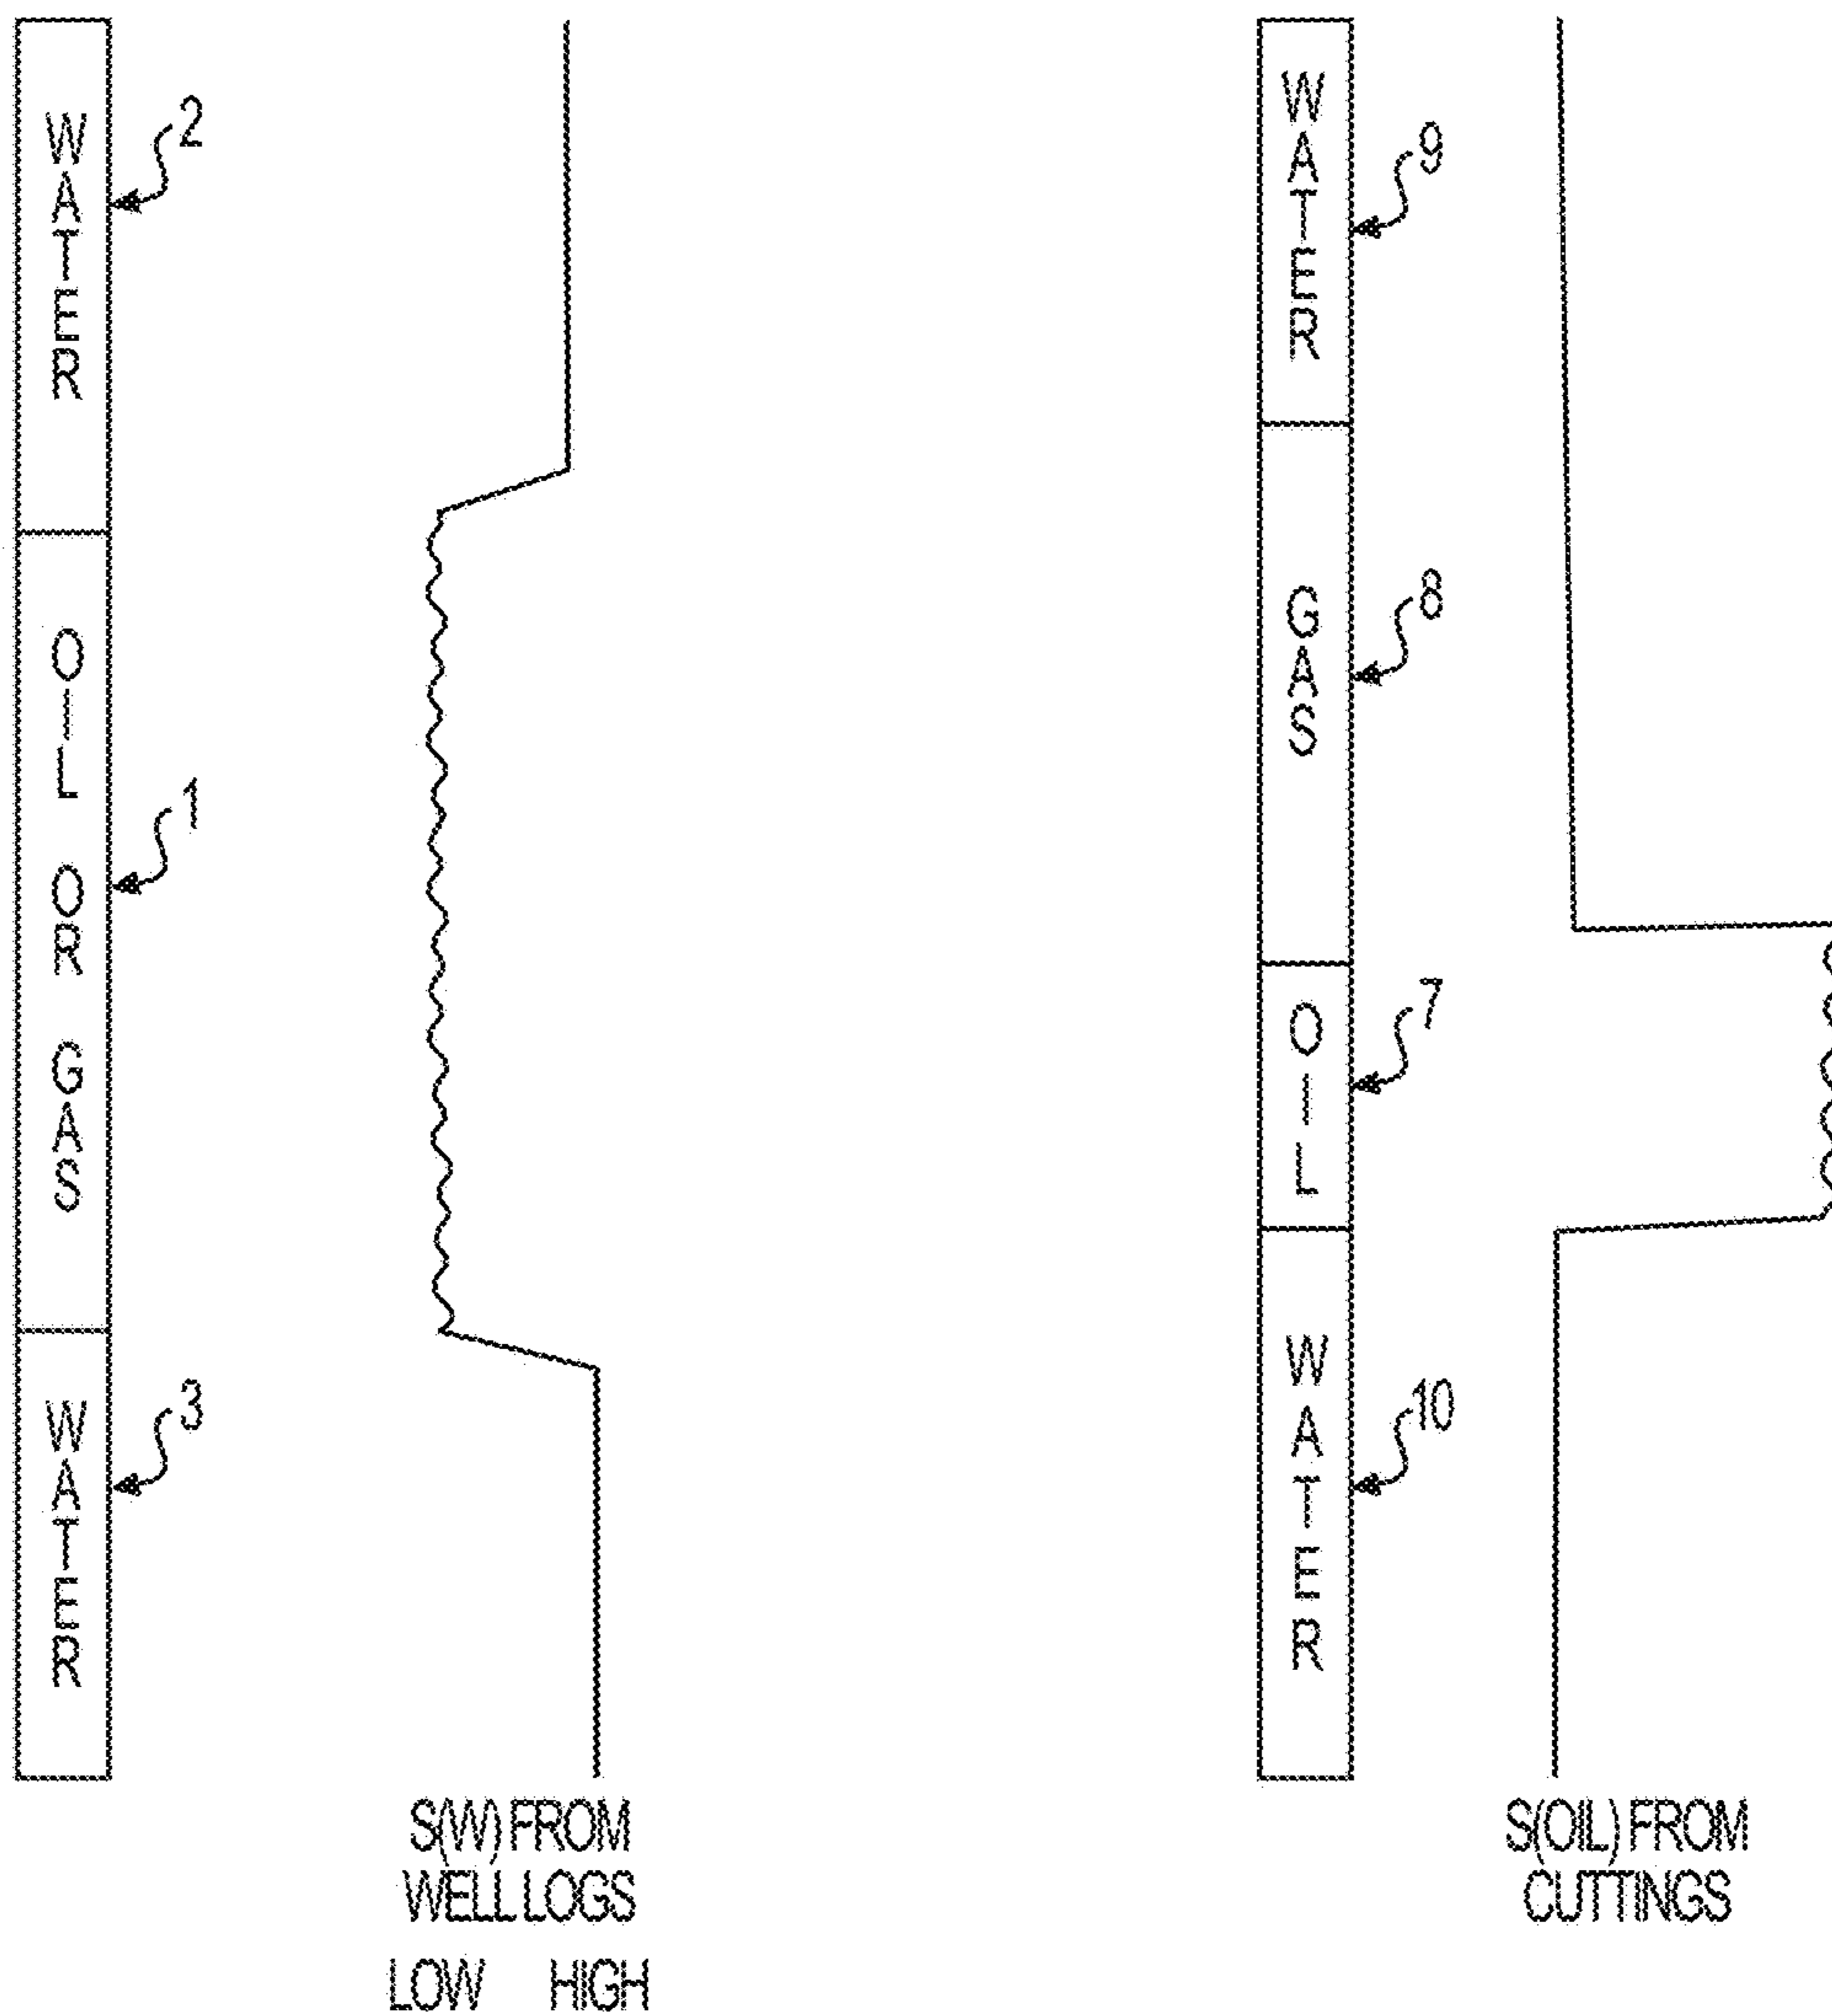 WATER
2
OIL OR GAS
1
WATER
3
S(W) FROM
WELL LOGS
LOW HIGH
WATER
9
GAS
8
OIL
7
WATER
10
S(OIL) FROM
CUTTINGS